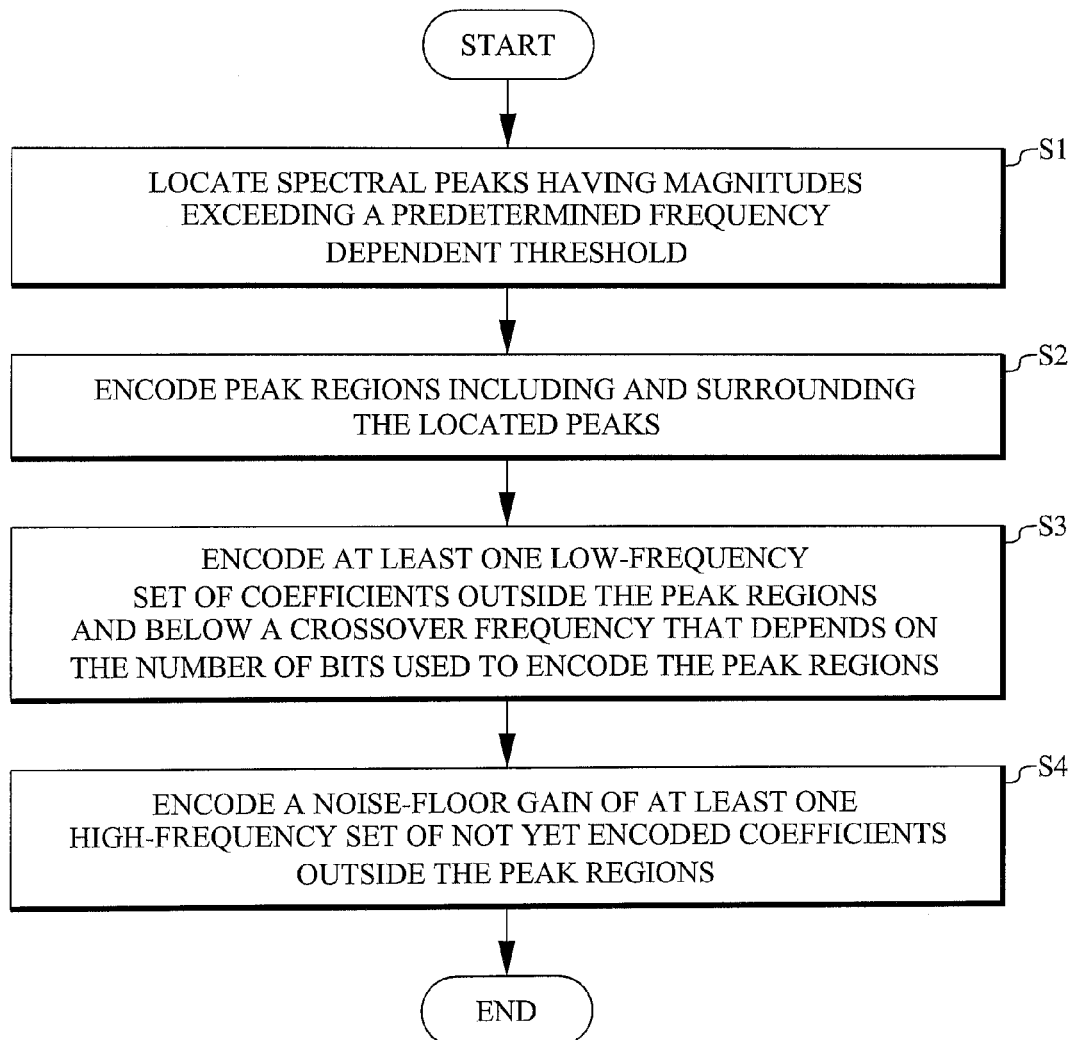 START
S1
LOCATE SPECTRAL PEAKS HAVING MAGNITUDES
EXCEEDING A PREDETERMINED FREQUENCY
DEPENDENT THRESHOLD
S2
ENCODE PEAK REGIONS INCLUDING AND SURROUNDING
THE LOCATED PEAKS
S3
ENCODE AT LEAST ONE LOW-FREQUENCY
SET OF COEFFICIENTS OUTSIDE THE PEAK REGIONS
AND BELOW A CROSSOVER FREQUENCY THAT DEPENDS ON
THE NUMBER OF BITS USED TO ENCODE THE PEAK REGIONS
S4
ENCODE A NOISE-FLOOR GAIN OF AT LEAST ONE
HIGH-FREQUENCY SET OF NOT YET ENCODED COEFFICIENTS
OUTSIDE THE PEAK REGIONS
END